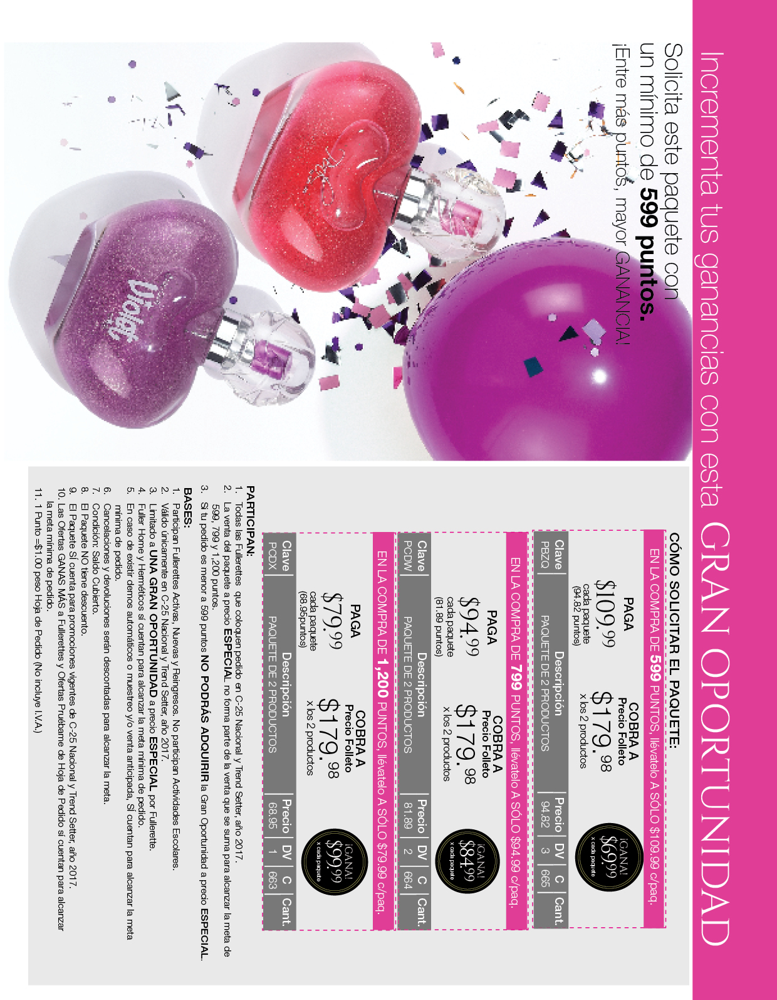 Incrementa tus ganancias con esta GRAN OPORTUNIDAD
Solicita este paquete con
un mínimo de 599 puntos.
¡Entre más puntos, mayor GANANCIA!
Violet
CÓMO SOLICITAR EL PAQUETE:
EN LA COMPRA DE 599 PUNTOS, llévatelo A SÓLO $109.99 c/paq.
PAGA
$109.99
cada paquete
(94.82 puntos)
COBRA A
Precio Folleto
$179.98
x los 2 productos
¡GANA!
$69.99
x cada paquete
Clave Descripción Precio DV C Cant.
PBZQ PAQUETE DE 2 PRODUCTOS 94.82 3 665
EN LA COMPRA DE 799 PUNTOS, llévatelo A SÓLO $94.99 c/paq.
PAGA
$94.99
cada paquete
(81.89 puntos)
COBRA A
Precio Folleto
$179.98
x los 2 productos
¡GANA!
$84.99
x cada paquete
Clave Descripción Precio DV C Cant.
PCDW PAQUETE DE 2 PRODUCTOS 81.89 2 664
EN LA COMPRA DE 1,200 PUNTOS, llévatelo A SÓLO $79.99 c/paq.
PAGA
$79.99
cada paquete
(68.95puntos)
COBRA A
Precio Folleto
$179.98
x los 2 productos
¡GANA!
$99.99
x cada paquete
Clave Descripción Precio DV C Cant.
PCDX PAQUETE DE 2 PRODUCTOS 68.95 1 663
PARTICIPAN:
1. Todas las Fullerettes que coloquen pedido en C-25 Nacional y Trend Setter, año 2017.
2. La venta del paquete a precio ESPECIAL no forma parte de la venta que se suma para alcanzar la meta de
599, 799 y 1,200 puntos.
3. Si tu pedido es menor a 599 puntos NO PODRÁS ADQUIRIR la Gran Oportunidad a precio ESPECIAL.
BASES:
1. Participan Fullerettes Activas, Nuevas y Reingresos. No participan Actividades Escolares.
2. Válido únicamente en C-25 Nacional y Trend Setter, año 2017.
3. Limitado a UNA GRAN OPORTUNIDAD a precio ESPECIAL por Fullerette.
4. Fuller Home y Herméticos sí cuentan para alcanzar la meta mínima de pedido.
5. En caso de existir demos automáticos o muestreo y/o venta anticipada, SÍ cuentan para alcanzar la meta
mínima de pedido.
6. Cancelaciones y devoluciones serán descontadas para alcanzar la meta.
7. Condición: Saldo Cubierto.
8. El Paquete NO tiene descuento.
9. El Paquete SÍ cuenta para promociones vigentes de C-25 Nacional y Trend Setter, año 2017.
10. Las Ofertas GANAS MÁS a Fullerettes y Ofertas Pruébame de Hoja de Pedido sí cuentan para alcanzar
la meta mínima de pedido.
11. 1 Punto =$1.00 peso Hoja de Pedido (No incluye I.V.A.)